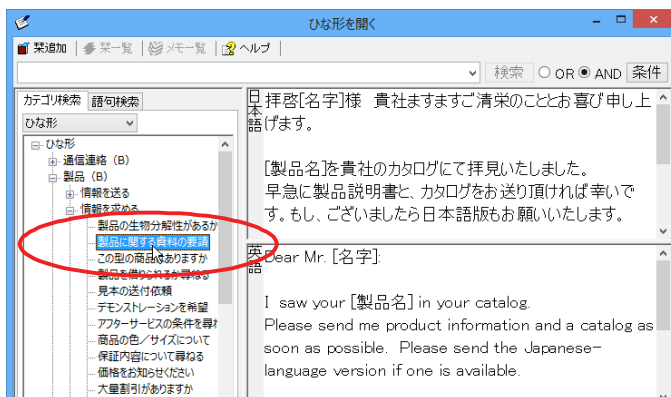 ひな形を開く
栞追加 栞一覧 メモ一覧 ヘルプ
検索 OR AND 条件
カテゴリ検索 語句検索
ひな形
ひな形
通信連絡（B）
製品（B）
情報を送る
情報を求める
製品の生物分解性があるか
製品に関する資料の要請
この型の商品はありますか
製品を借りられるか尋ねる
見本の送付依頼
デモンストレーションを希望
アフターサービスの条件を尋ね
商品の色／サイズについて
保証内容について尋ねる
価格をお知らせください
大量割引がありますか
日本語
拝啓[名字]様　貴社ますますご清栄のこととお喜び申し上
げます。
[製品名]を貴社のカタログにて拝見いたしました。
早急に製品説明書と、カタログをお送り頂ければ幸いで
す。もし、ございましたら日本語版もお願いいたします。
英語
Dear Mr. [名字]:
I saw your [製品名] in your catalog.
Please send me product information and a catalog as
soon as possible. Please send the Japanese-
language version if one is available.